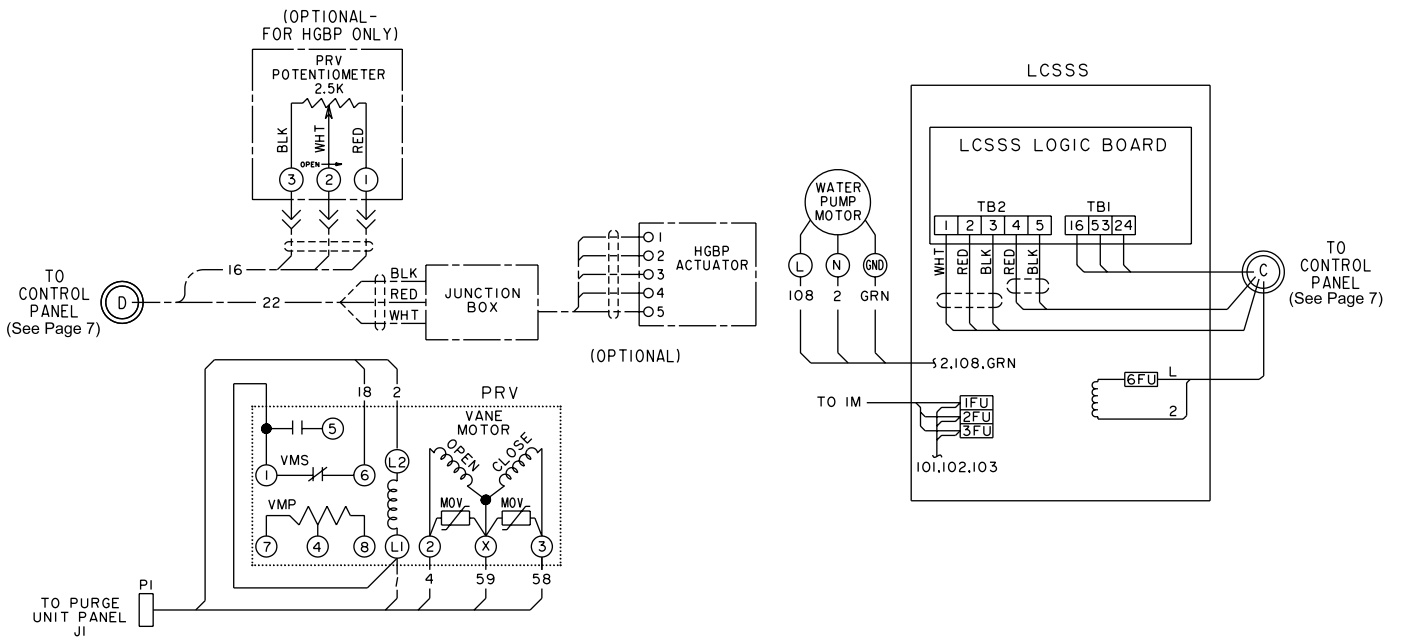 (OPTIONAL-
FOR HGBP ONLY)
PRV
POTENTIOMETER
2.5K
BLK
WHT
RED
OPEN
3
2
1
16
TO
CONTROL
PANEL
(See Page 7)
D
22
BLK
RED
WHT
JUNCTION
BOX
1
2
3
4
5
HGBP
ACTUATOR
(OPTIONAL)
18
2
PRV
VANE
MOTOR
OPEN
CLOSE
5
1
VMS
6
L2
VMP
MOV
MOV
7
4
8
L1
2
X
3
4
59
58
P1
TO PURGE
UNIT PANEL
J1
WATER
PUMP
MOTOR
L
N
GND
108
2
GRN
2,108,GRN
TO 1M
1FU
2FU
3FU
101,102,103
LCSSS
LCSSS LOGIC BOARD
TB2
TB1
1 2 3 4 5
16 53 24
WHT
RED
BLK
RED
BLK
C
TO
CONTROL
PANEL
(See Page 7)
6FU
L
2